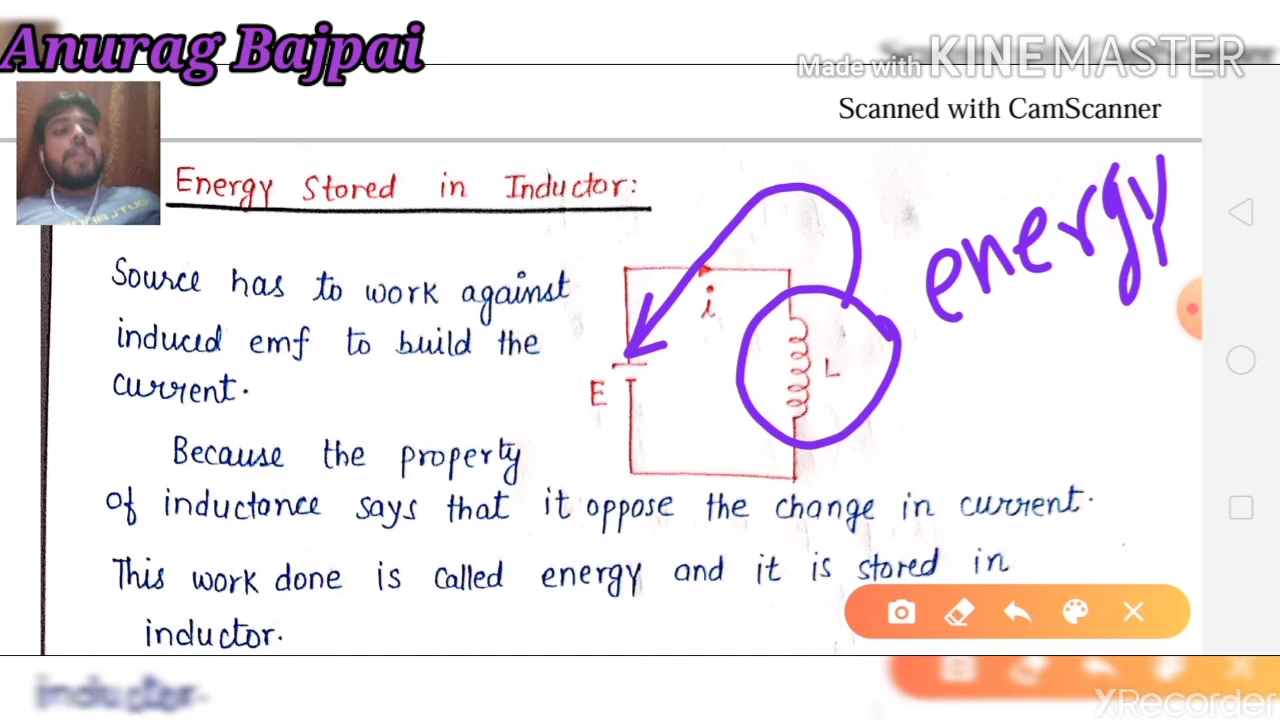 Anurag Bajpai
Made with KINEMASTER
Scanned with CamScanner
Energy Stored in Inductor:
energy
Source has to work against
induced emf to build the
current.
i
E
L
Because the property
of inductance says that it oppose the change in current.
This work done is called energy and it is stored in
inductor.
inductor.
XRecorder